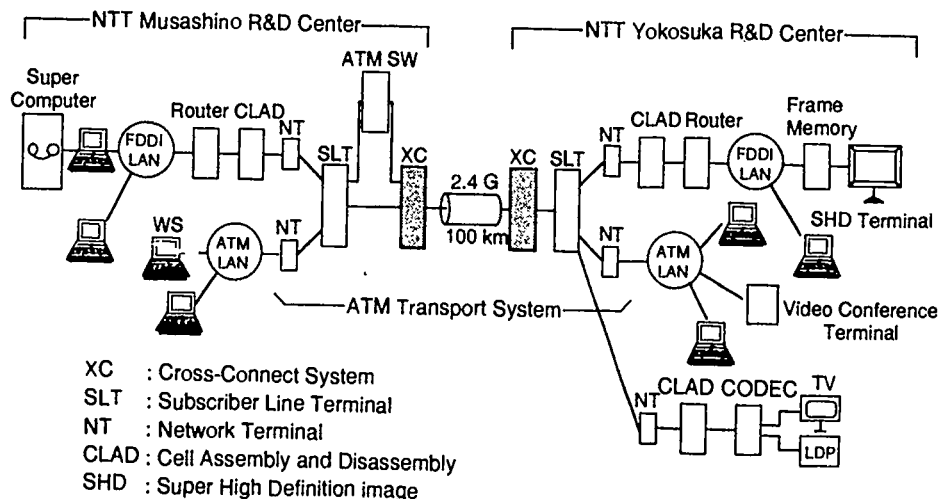 NTT Musashino R&D Center
NTT Yokosuka R&D Center
ATM SW
Super
Computer
Router CLAD
NT
SLT
XC
FDDI
LAN
WS
ATM
LAN
NT
2.4 G
100 km
XC
SLT
NT
CLAD Router
FDDI
LAN
Frame
Memory
SHD Terminal
NT
ATM
LAN
Video Conference
Terminal
ATM Transport System
NT
CLAD
CODEC
TV
LDP
XC : Cross-Connect System
SLT : Subscriber Line Terminal
NT : Network Terminal
CLAD : Cell Assembly and Disassembly
SHD : Super High Definition image